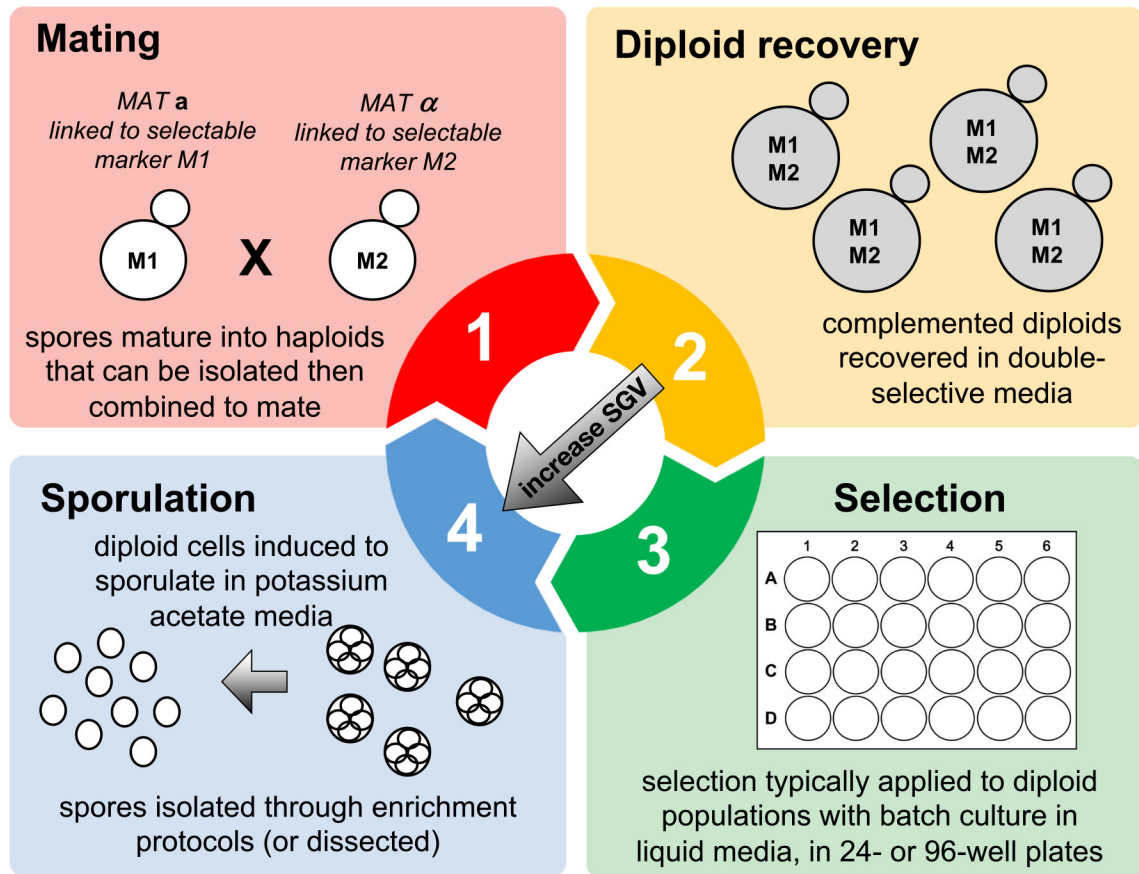 Mating
MAT a
linked to selectable
marker M1
MAT α
linked to selectable
marker M2
M1
X
M2
spores mature into haploids
that can be isolated then
combined to mate
1
Diploid recovery
M1
M2
M1
M2
M1
M2
M1
M2
complemented diploids
recovered in double-
selective media
2
increase SGV
Selection
1 2 3 4 5 6
A
B
C
D
selection typically applied to diploid
populations with batch culture in
liquid media, in 24- or 96-well plates
3
Sporulation
diploid cells induced to
sporulate in potassium
acetate media
spores isolated through enrichment
protocols (or dissected)
4